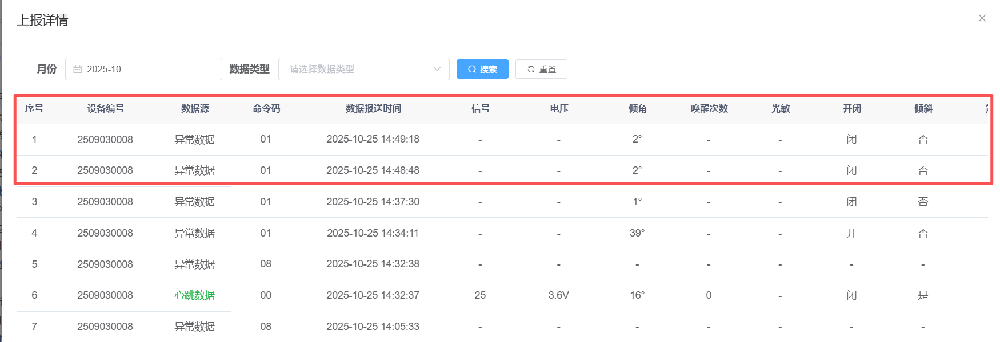 上报详情
月份 2025-10 数据类型 请选择数据类型 搜索 重置
序号 设备编号 数据源 命令码 数据报送时间 信号 电压 倾角 唤醒次数 光敏 开闭 倾斜
1 2509030008 异常数据 01 2025-10-25 14:49:18 - - 2° - - 闭 否
2 2509030008 异常数据 01 2025-10-25 14:48:48 - - 2° - - 闭 否
3 2509030008 异常数据 01 2025-10-25 14:37:30 - - 1° - - 闭 否
4 2509030008 异常数据 01 2025-10-25 14:34:11 - - 39° - - 开 否
5 2509030008 异常数据 08 2025-10-25 14:32:38 - - - - - - -
6 2509030008 心跳数据 00 2025-10-25 14:32:37 25 3.6V 16° 0 - 闭 是
7 2509030008 异常数据 08 2025-10-25 14:05:33 - - - - - - -